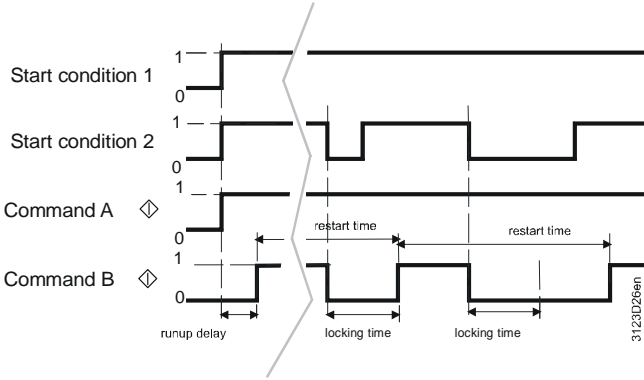 Start condition 1
1
0
Start condition 2
1
0
Command A
1
0
restart time
restart time
Command B
1
0
runup delay
locking time
locking time
3123D26en